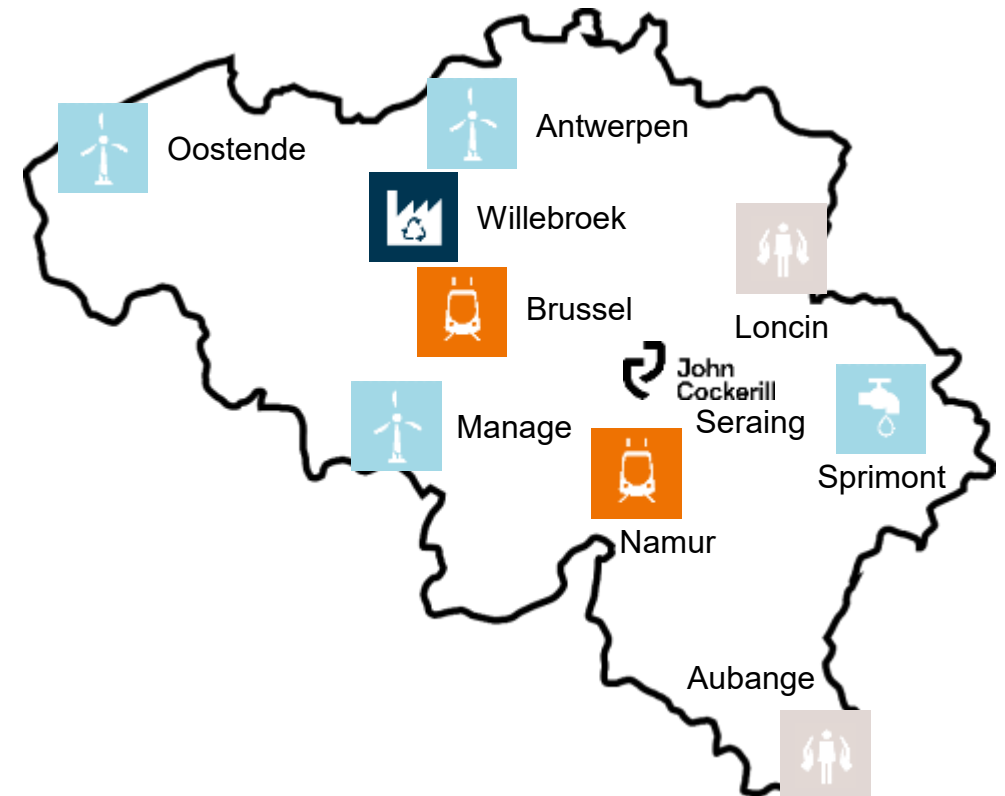 Antwerpen
Oostende
Willebroek
Brussel
Loncin
John
Cockerill
Seraing
Manage
Sprimont
Namur
Aubange